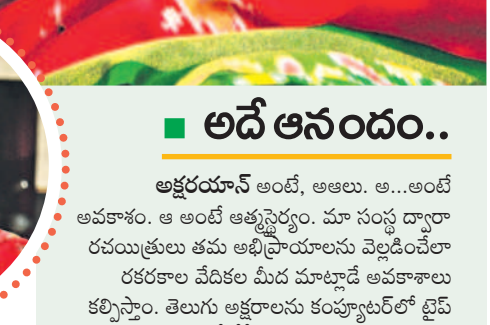 అదే ఆనందం..
అక్షరయాన్ అంటే, అఆలు. అ...అంటే
అవకాశం. ఆ అంటే ఆత్మస్థైర్యం. మా సంస్థ ద్వారా
రచయిత్రులు తమ అభిప్రాయాలను వెల్లడించేలా
రకరకాల వేదికల మీద మాట్లాడే అవకాశాలు
కల్పిస్తాం. తెలుగు అక్షరాలను కంప్యూటర్‌లో టైప్